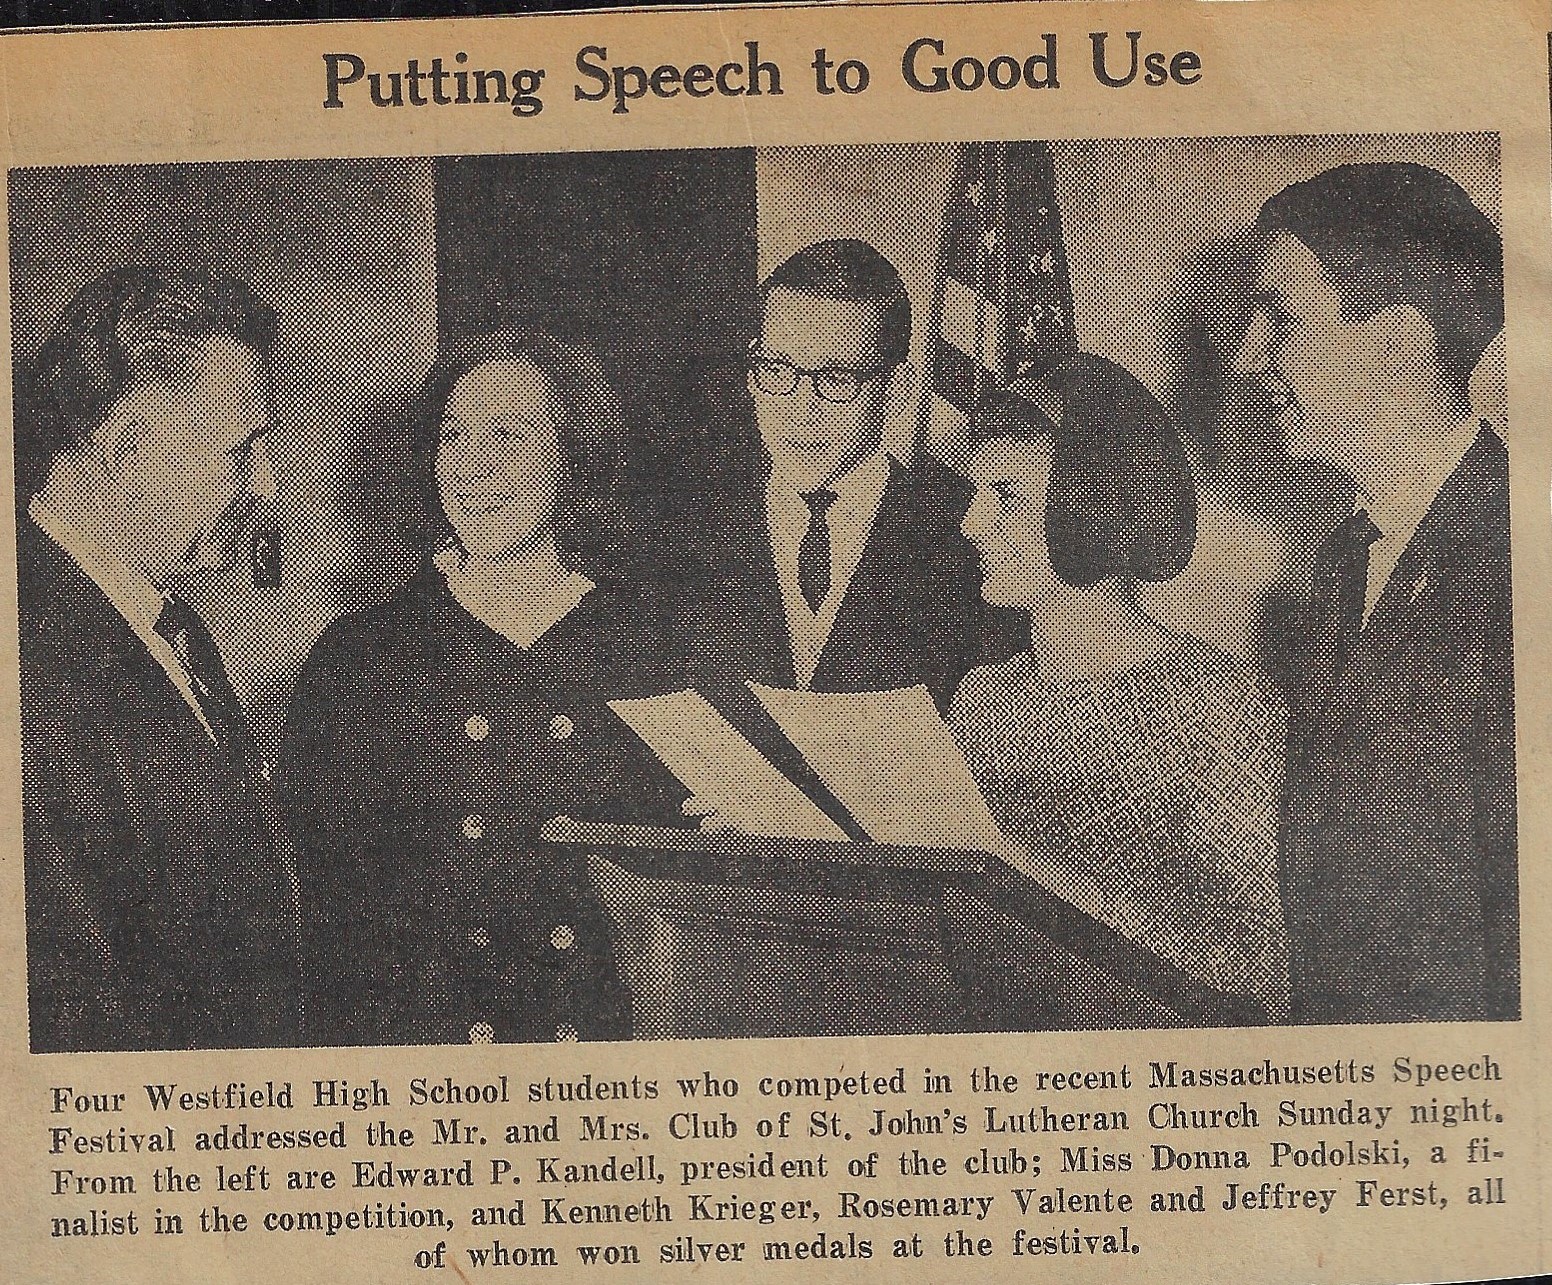 Putting Speech to Good Use
Four Westfield High School students who competed in the recent Massachusetts Speech
Festival addressed the Mr. and Mrs. Club of St. John's Lutheran Church Sunday night.
From the left are Edward P. Kandell, president of the club; Miss Donna Podolski, a fi-
nalist in the competition, and Kenneth Krieger, Rosemary Valente and Jeffrey Ferst, all
of whom won silver medals at the festival.